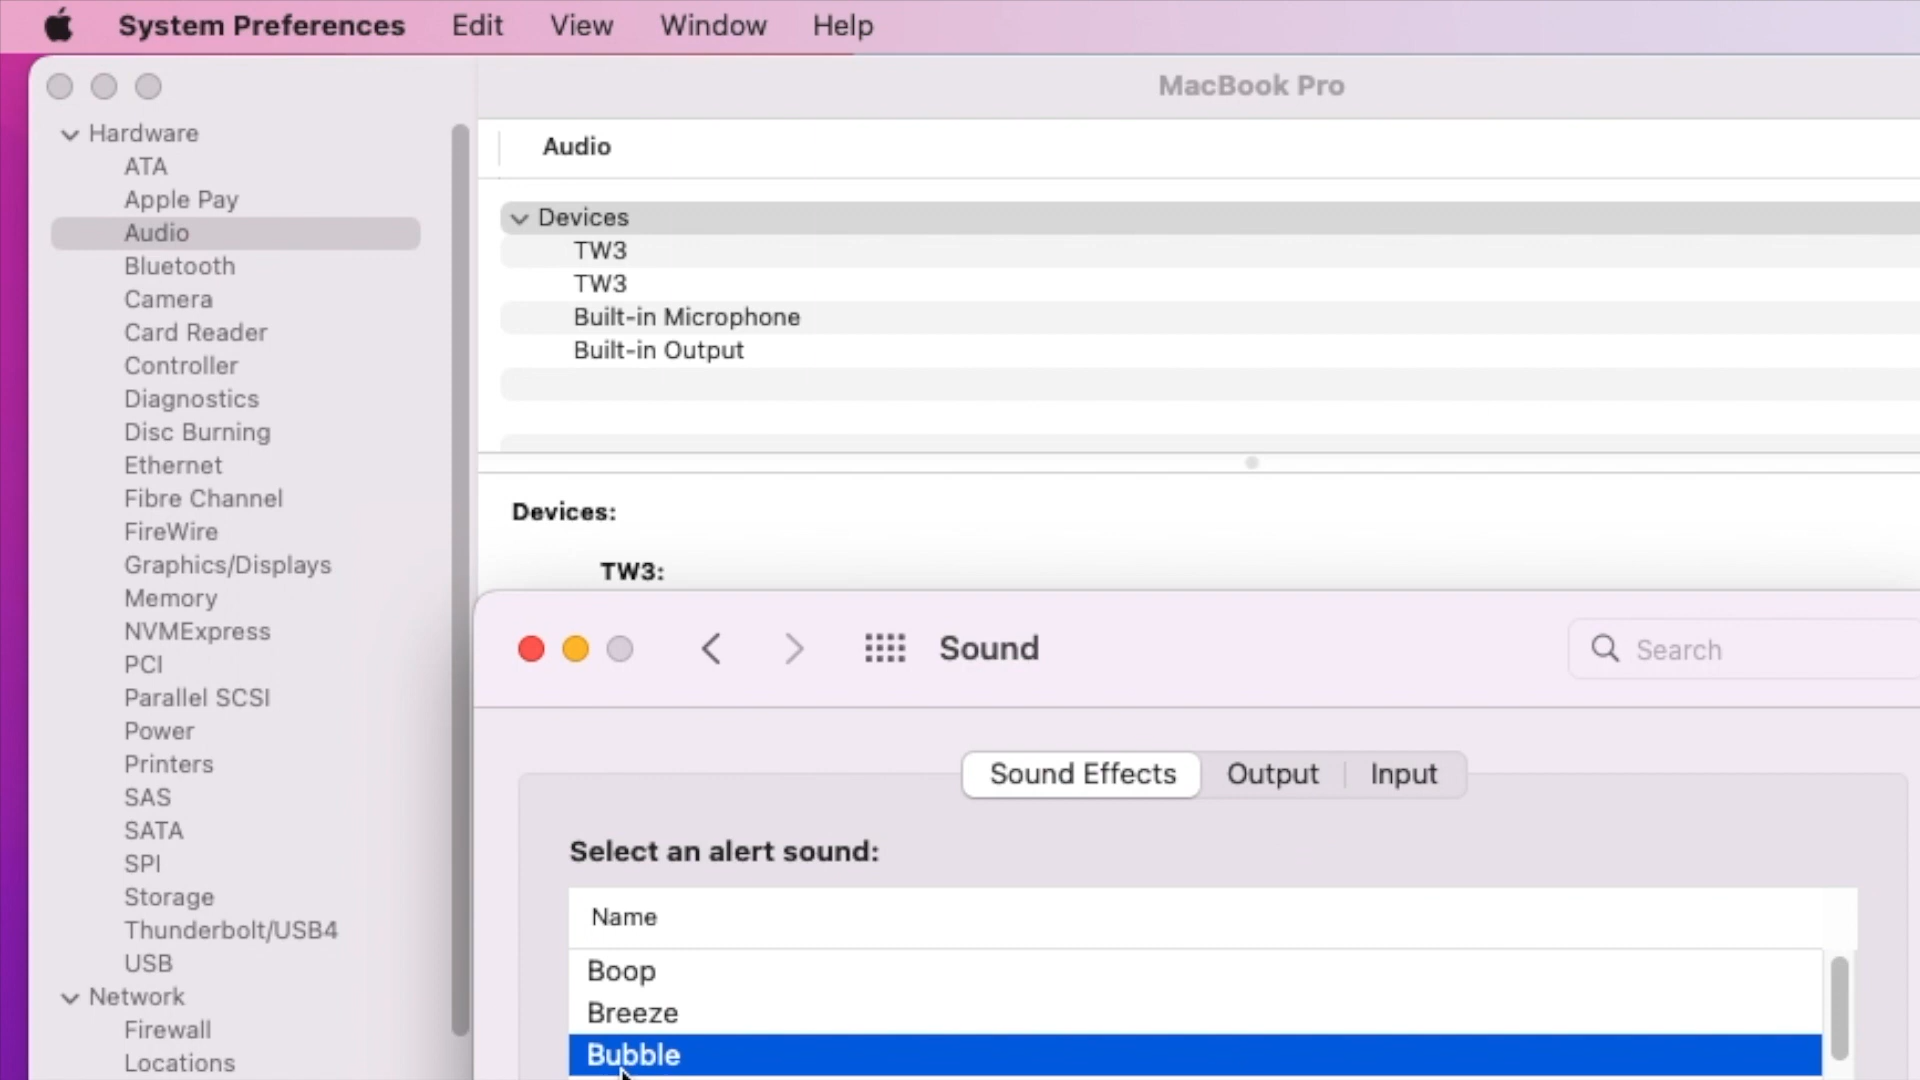 System Preferences Edit View Window Help
MacBook Pro
Hardware
ATA
Apple Pay
Audio
Bluetooth
Camera
Card Reader
Controller
Diagnostics
Disc Burning
Ethernet
Fibre Channel
FireWire
Graphics/Displays
Memory
NVMExpress
PCI
Parallel SCSI
Power
Printers
SAS
SATA
SPI
Storage
Thunderbolt/USB4
USB
Network
Firewall
Locations
Audio
Devices
TW3
TW3
Built-in Microphone
Built-in Output
Devices:
TW3:
Sound
Search
Sound Effects Output Input
Select an alert sound:
Name
Boop
Breeze
Bubble